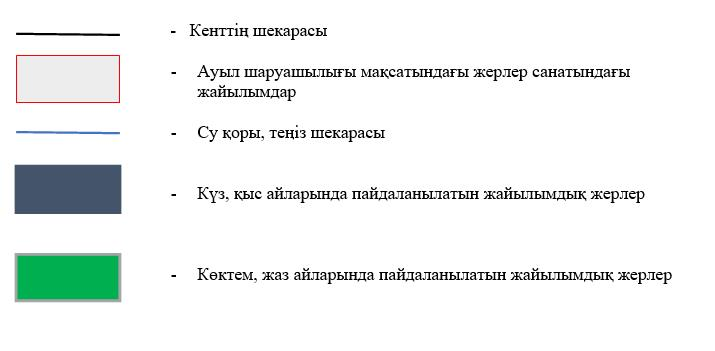 - Кенттің шекарасы
- Ауыл шаруашылығы мақсатындағы жерлер санатындағы
жайылымдар
- Су қоры, теңіз шекарасы
- Күз, қыс айларында пайдаланылатын жайылымдық жерлер
- Көктем, жаз айларында пайдаланылатын жайылымдық жерлер